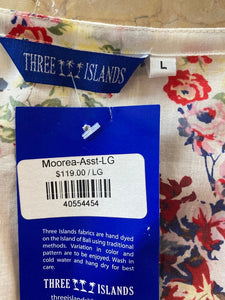 THREE ISLANDS
L
Moorea-Asst-LG
$119.00 / LG
40554454
Three Islands fabrics are hand dyed
on the Island of Bali using traditional
methods. Variation in color and
pattern are to be enjoyed. Wash in
cold water and hang dry for best
care.
THREE ISLANDS